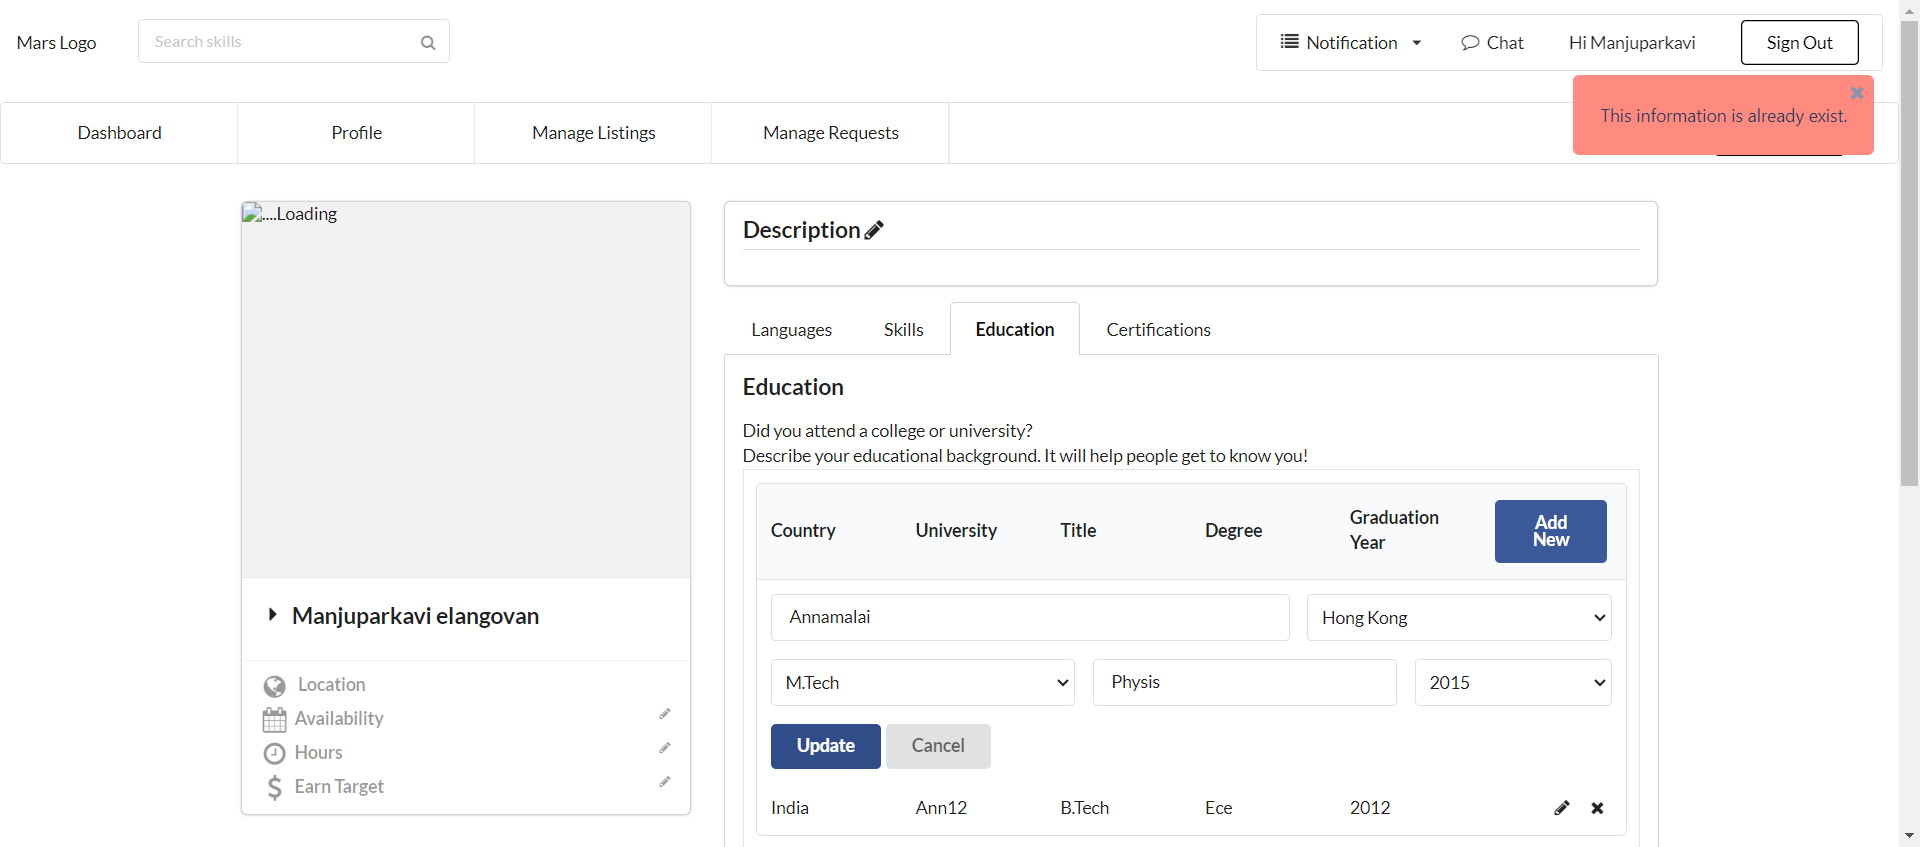 Mars Logo
Search skills
Notification
Chat
Hi Manjuparkavi
Sign Out
This information is already exist.
Dashboard
Profile
Manage Listings
Manage Requests
....Loading
Manjuparkavi elangovan
Location
Availability
Hours
Earn Target
Description
Languages
Skills
Education
Certifications
Education
Did you attend a college or university?
Describe your educational background. It will help people get to know you!
Country
University
Title
Degree
Graduation
Year
Add
New
Annamalai
Hong Kong
M.Tech
Physis
2015
Update
Cancel
India
Ann12
B.Tech
Ece
2012